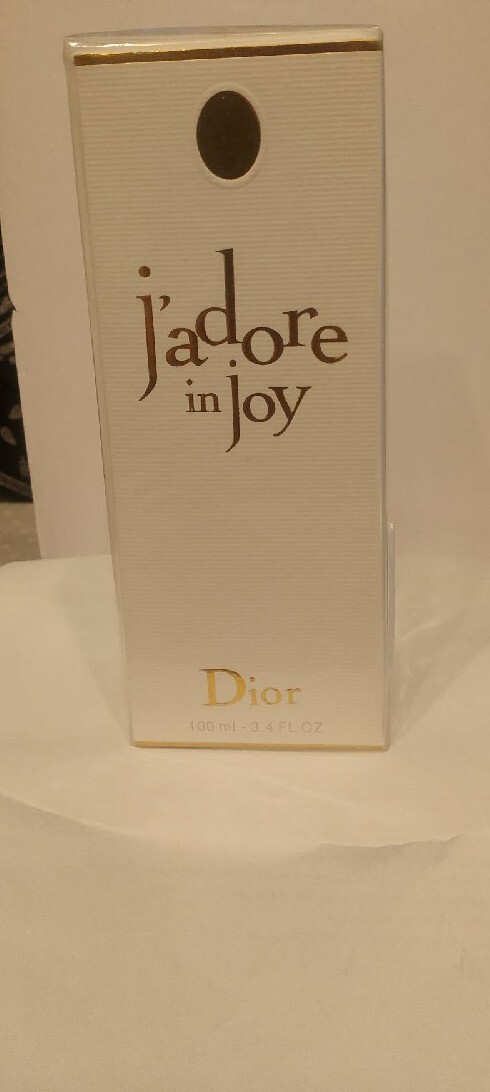 j'adore
in joy
Dior
100 ml - 3.4 FL.OZ